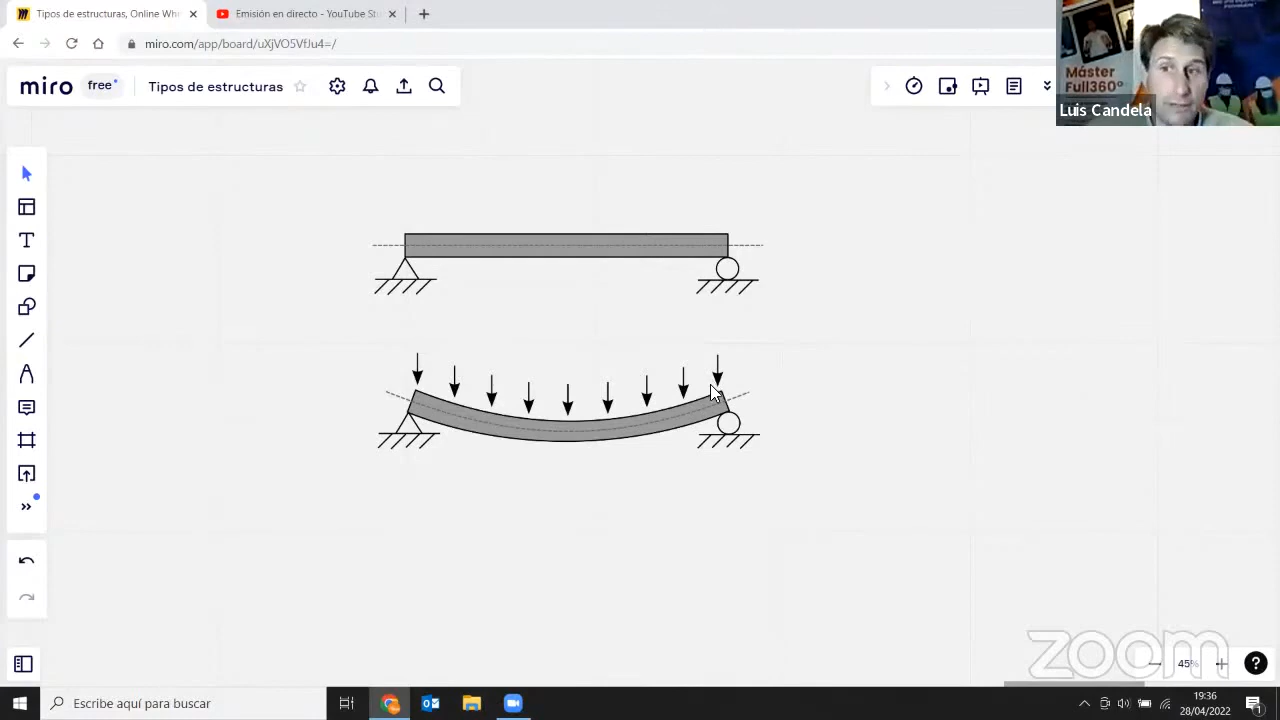 Tipos de estructuras, Online Wh
Emisión en directo - YouTube St
miro.com/app/board/uXjVO5VfJu4=/
miro free Tipos de estructuras
Máster
Full360°
Luis Candela
zoom
45%
Escribe aquí para buscar
19:36
28/04/2022